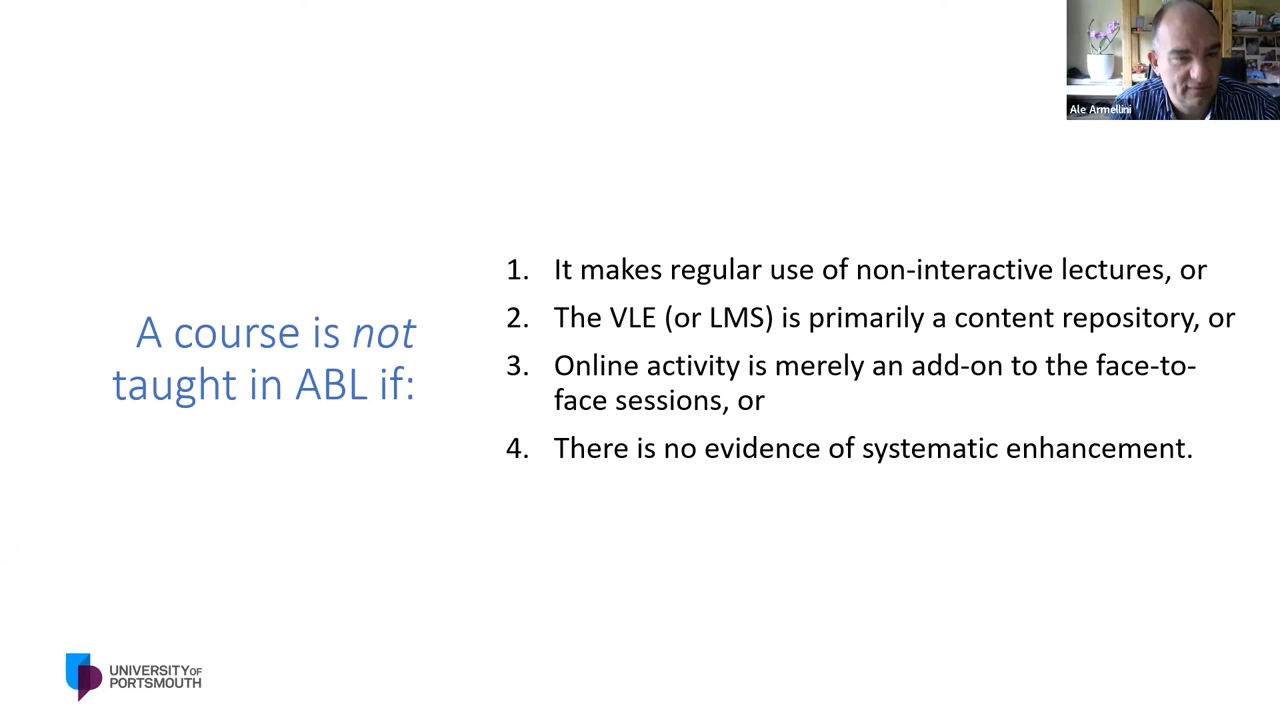 Ale Armellini
A course is not
taught in ABL if:
1. It makes regular use of non-interactive lectures, or
2. The VLE (or LMS) is primarily a content repository, or
3. Online activity is merely an add-on to the face-to-
face sessions, or
4. There is no evidence of systematic enhancement.
UNIVERSITY OF
PORTSMOUTH